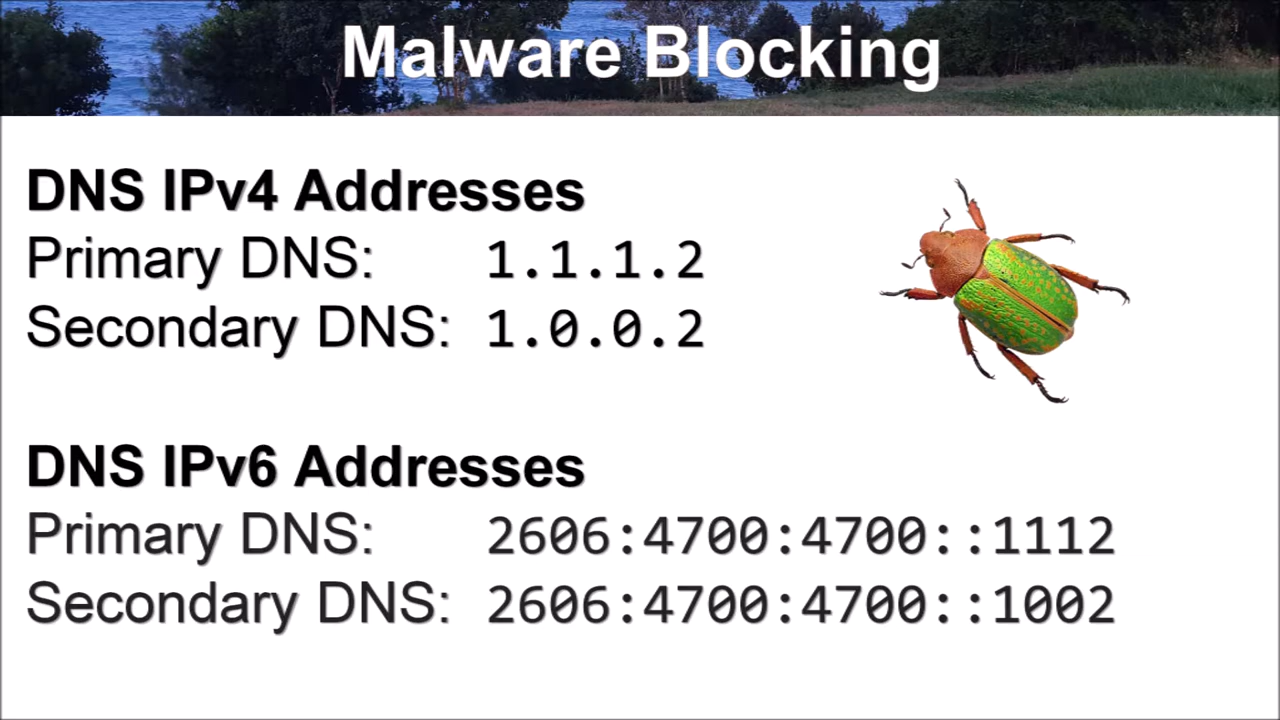 Malware Blocking
DNS IPv4 Addresses
Primary DNS: 1.1.1.2
Secondary DNS: 1.0.0.2
DNS IPv6 Addresses
Primary DNS: 2606:4700:4700::1112
Secondary DNS: 2606:4700:4700::1002